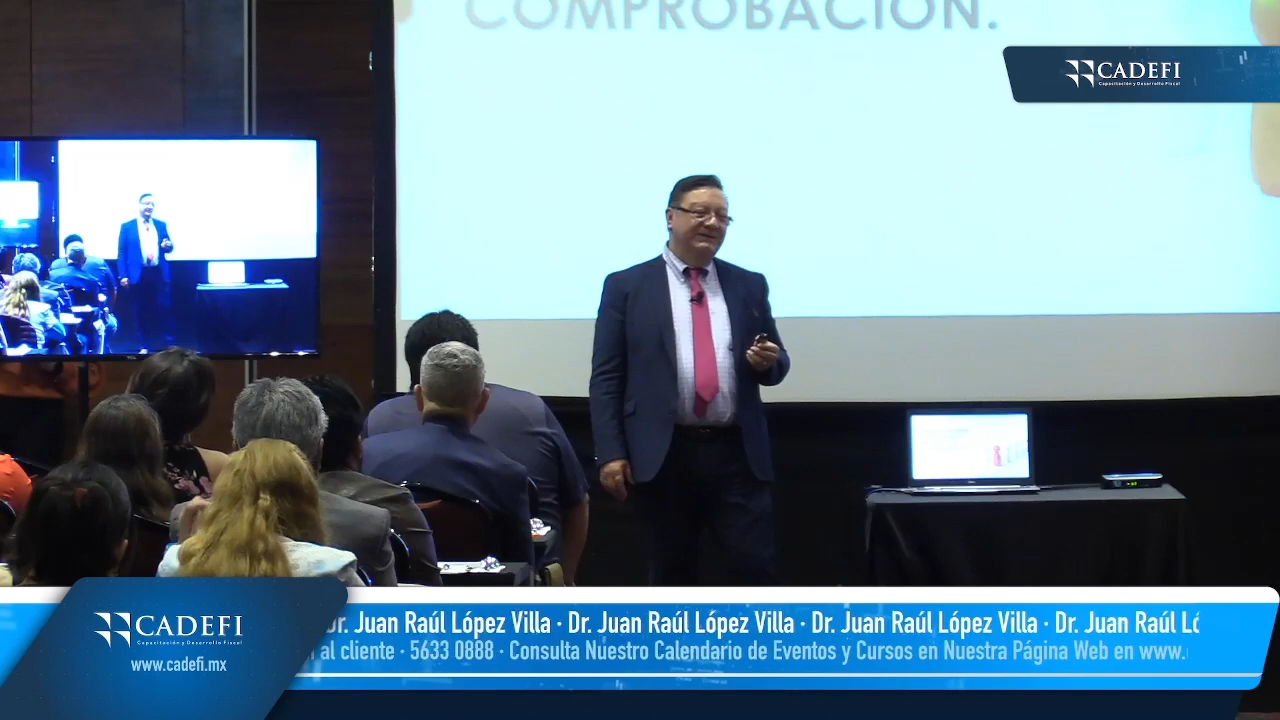 COMPROBACIÓN.
CADEFI
Capacitación y Desarrollo Fiscal
CADEFI
Capacitación y Desarrollo Fiscal
www.cadefi.mx
Dr. Juan Raúl López Villa · Dr. Juan Raúl López Villa · Dr. Juan Raúl López Villa · Dr. Juan Raúl Ló
al cliente · 5633 0888 · Consulta Nuestro Calendario de Eventos y Cursos en Nuestra Página Web en www.